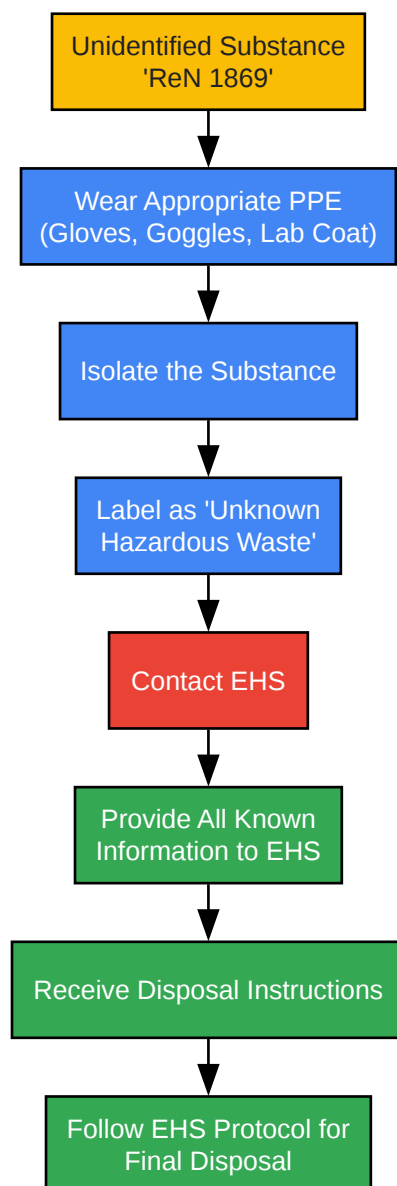 Unidentified Substance
'ReN 1869'
Wear Appropriate PPE
(Gloves, Goggles, Lab Coat)
Isolate the Substance
Label as 'Unknown
Hazardous Waste'
Contact EHS
Provide All Known
Information to EHS
Receive Disposal Instructions
Follow EHS Protocol for
Final Disposal